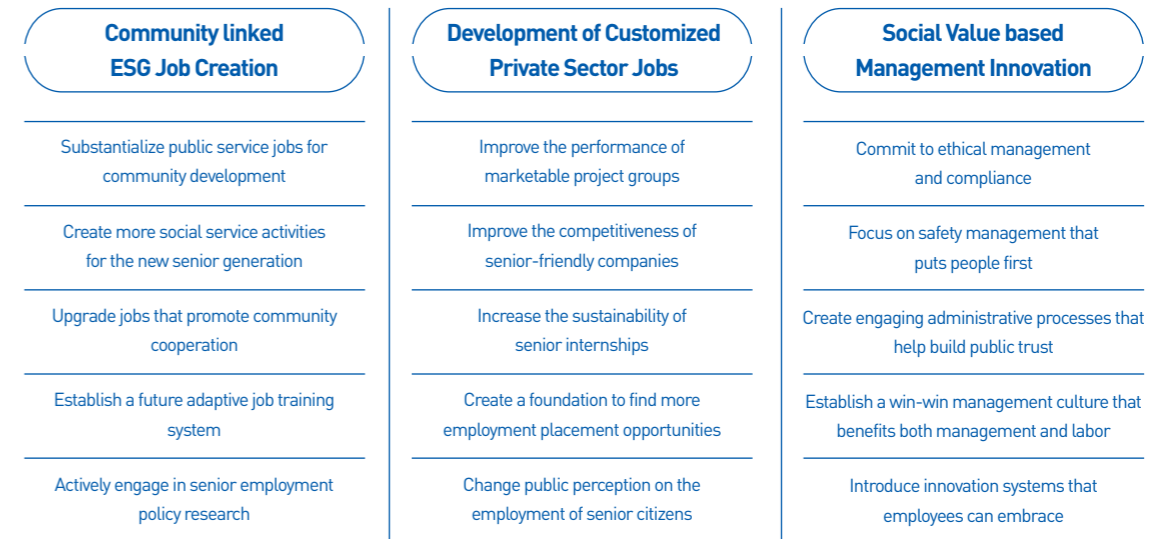 Community linked
ESG Job Creation
Substantialize public service jobs for
community development
Create more social service activities
for the new senior generation
Upgrade jobs that promote community
cooperation
Establish a future adaptive job training
system
Actively engage in senior employment
policy research
Development of Customized
Private Sector Jobs
Improve the performance of
marketable project groups
Improve the competitiveness of
senior-friendly companies
Increase the sustainability of
senior internships
Create a foundation to find more
employment placement opportunities
Change public perception on the
employment of senior citizens
Social Value based
Management Innovation
Commit to ethical management
and compliance
Focus on safety management that
puts people first
Create engaging administrative processes that
help build public trust
Establish a win-win management culture that
benefits both management and labor
Introduce innovation systems that
employees can embrace